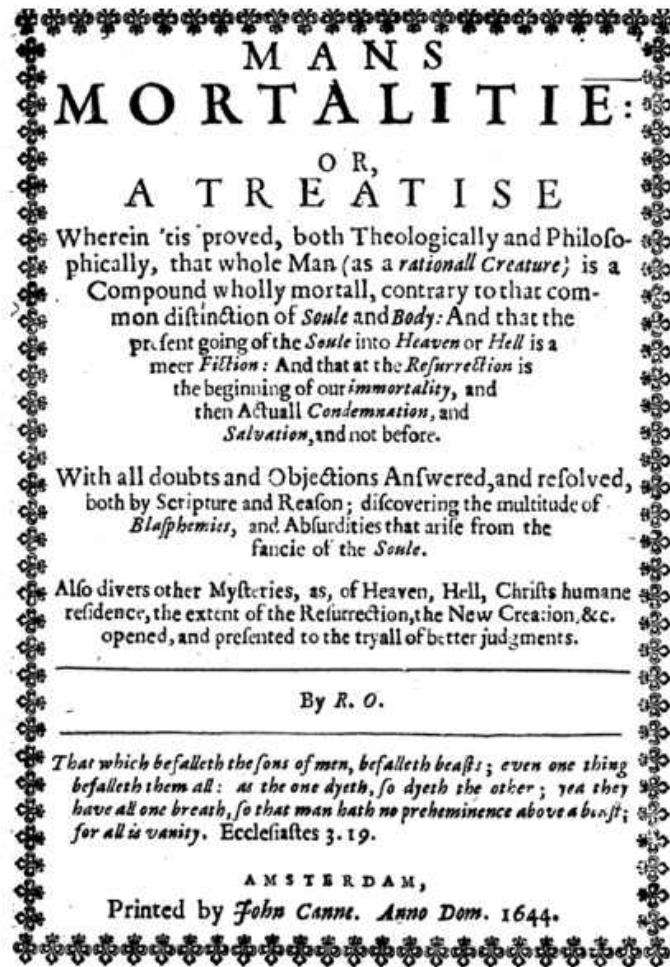 MANS
MORTALITIE:
OR,
A TREATISE
Wherein 'tis proved, both Theologically and Philoſo-
phically, that whole Man (as a rationall Creature) is a
Compound wholly mortall, contrary to that com-
mon diſtinction of Soule and Body: And that the
preſent going of the Soule into Heaven or Hell is a
meer Fiction: And that at the Reſurrection is
the beginning of our immortality, and
then Actuall Condemnation, and
Salvation, and not before.
With all doubts and Objections Anſwered, and reſolved,
both by Scripture and Reaſon; diſcovering the multitude of
Blaſphemies, and Abſurdities that ariſe from the
fancie of the Soule.
Alſo divers other Myſteries, as, of Heaven, Hell, Chriſts humane
reſidence, the extent of the Reſurrection, the New Creation, &c.
opened, and preſented to the tryall of better judgments.
By R. O.
That which befalleth the ſons of men, befalleth beaſts; even one thing
befalleth them all: as the one dyeth, ſo dyeth the other; yea they
have all one breath, ſo that man hath no preheminence above a beaſt;
for all is vanity. Eccleſiaſtes 3. 19.
AMSTERDAM,
Printed by John Canne. Anno Dom. 1644.